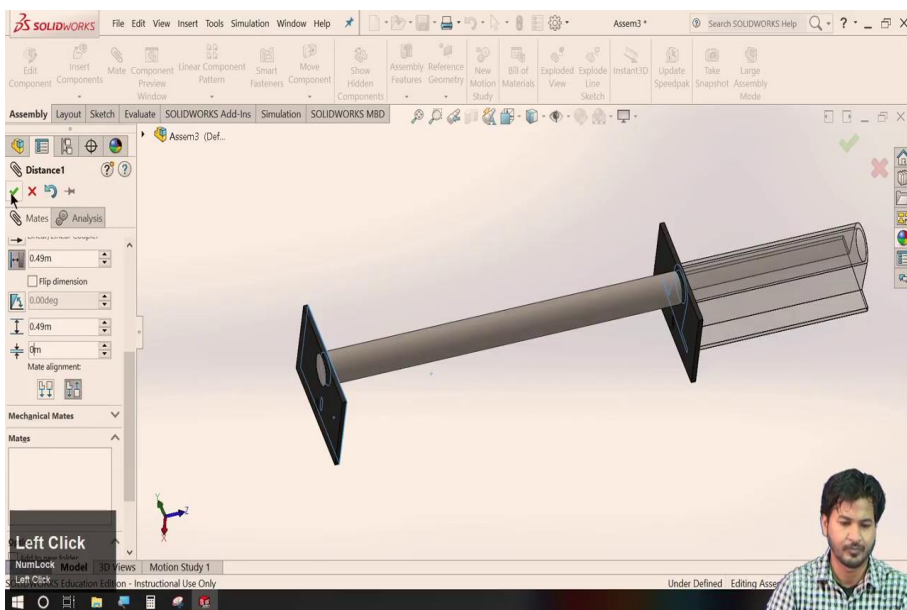 SOLIDWORKS File Edit View Insert Tools Simulation Window Help Assem3 * Search SOLIDWORKS Help
Edit Component
Insert Components
Mate
Component Preview Window
Linear Component Pattern
Smart Fasteners
Move Component
Show Hidden Components
Assembly Features
Reference Geometry
New Motion Study
Bill of Materials
Exploded View
Explode Line Sketch
Instant3D
Update Speedpak
Take Snapshot
Large Assembly Mode
Assembly Layout Sketch Evaluate SOLIDWORKS Add-Ins Simulation SOLIDWORKS MBD
Assem3 (Def...
Distance1
Mates Analysis
Linear/Linear Coupler
0.49m
Flip dimension
0.00deg
0.49m
0m
Mate alignment:
Mechanical Mates
Mates
Left Click
NumLock
Left Click
Model 3D Views Motion Study 1
SOLIDWORKS Education Edition - Instructional Use Only Under Defined Editing Assem